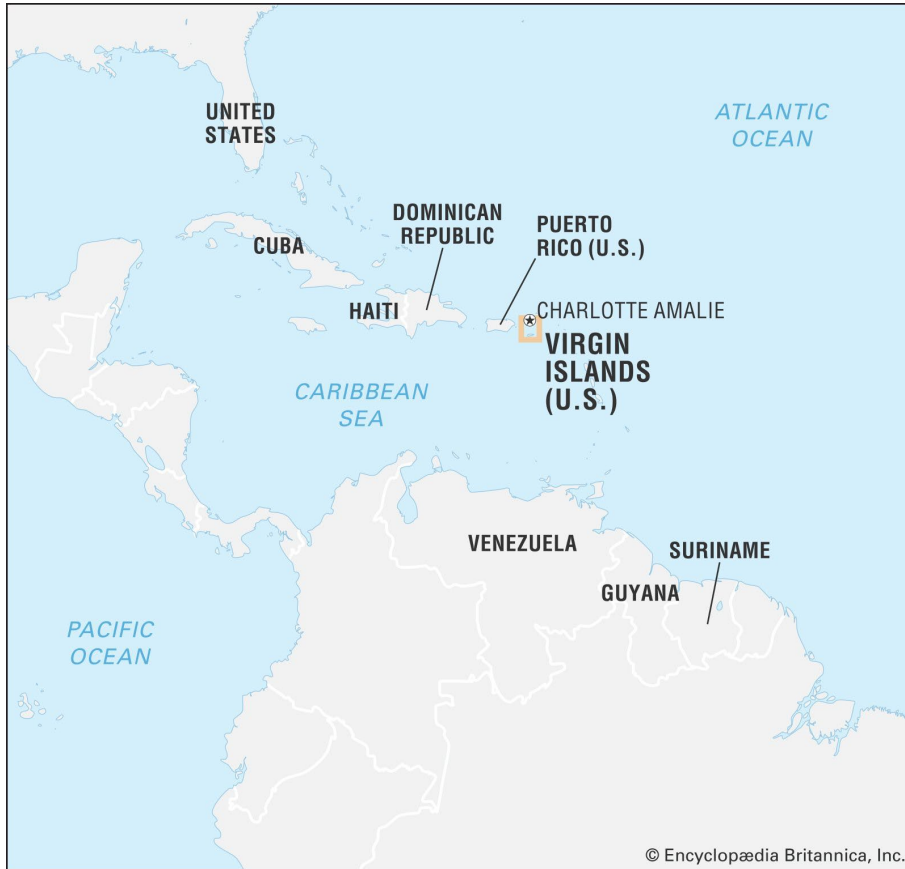 UNITED
STATES
ATLANTIC
OCEAN
DOMINICAN
REPUBLIC
PUERTO
RICO (U.S.)
CUBA
HAITI
CHARLOTTE AMALIE
VIRGIN
ISLANDS
(U.S.)
CARIBBEAN
SEA
VENEZUELA
SURINAME
GUYANA
PACIFIC
OCEAN
© Encyclopædia Britannica, Inc.